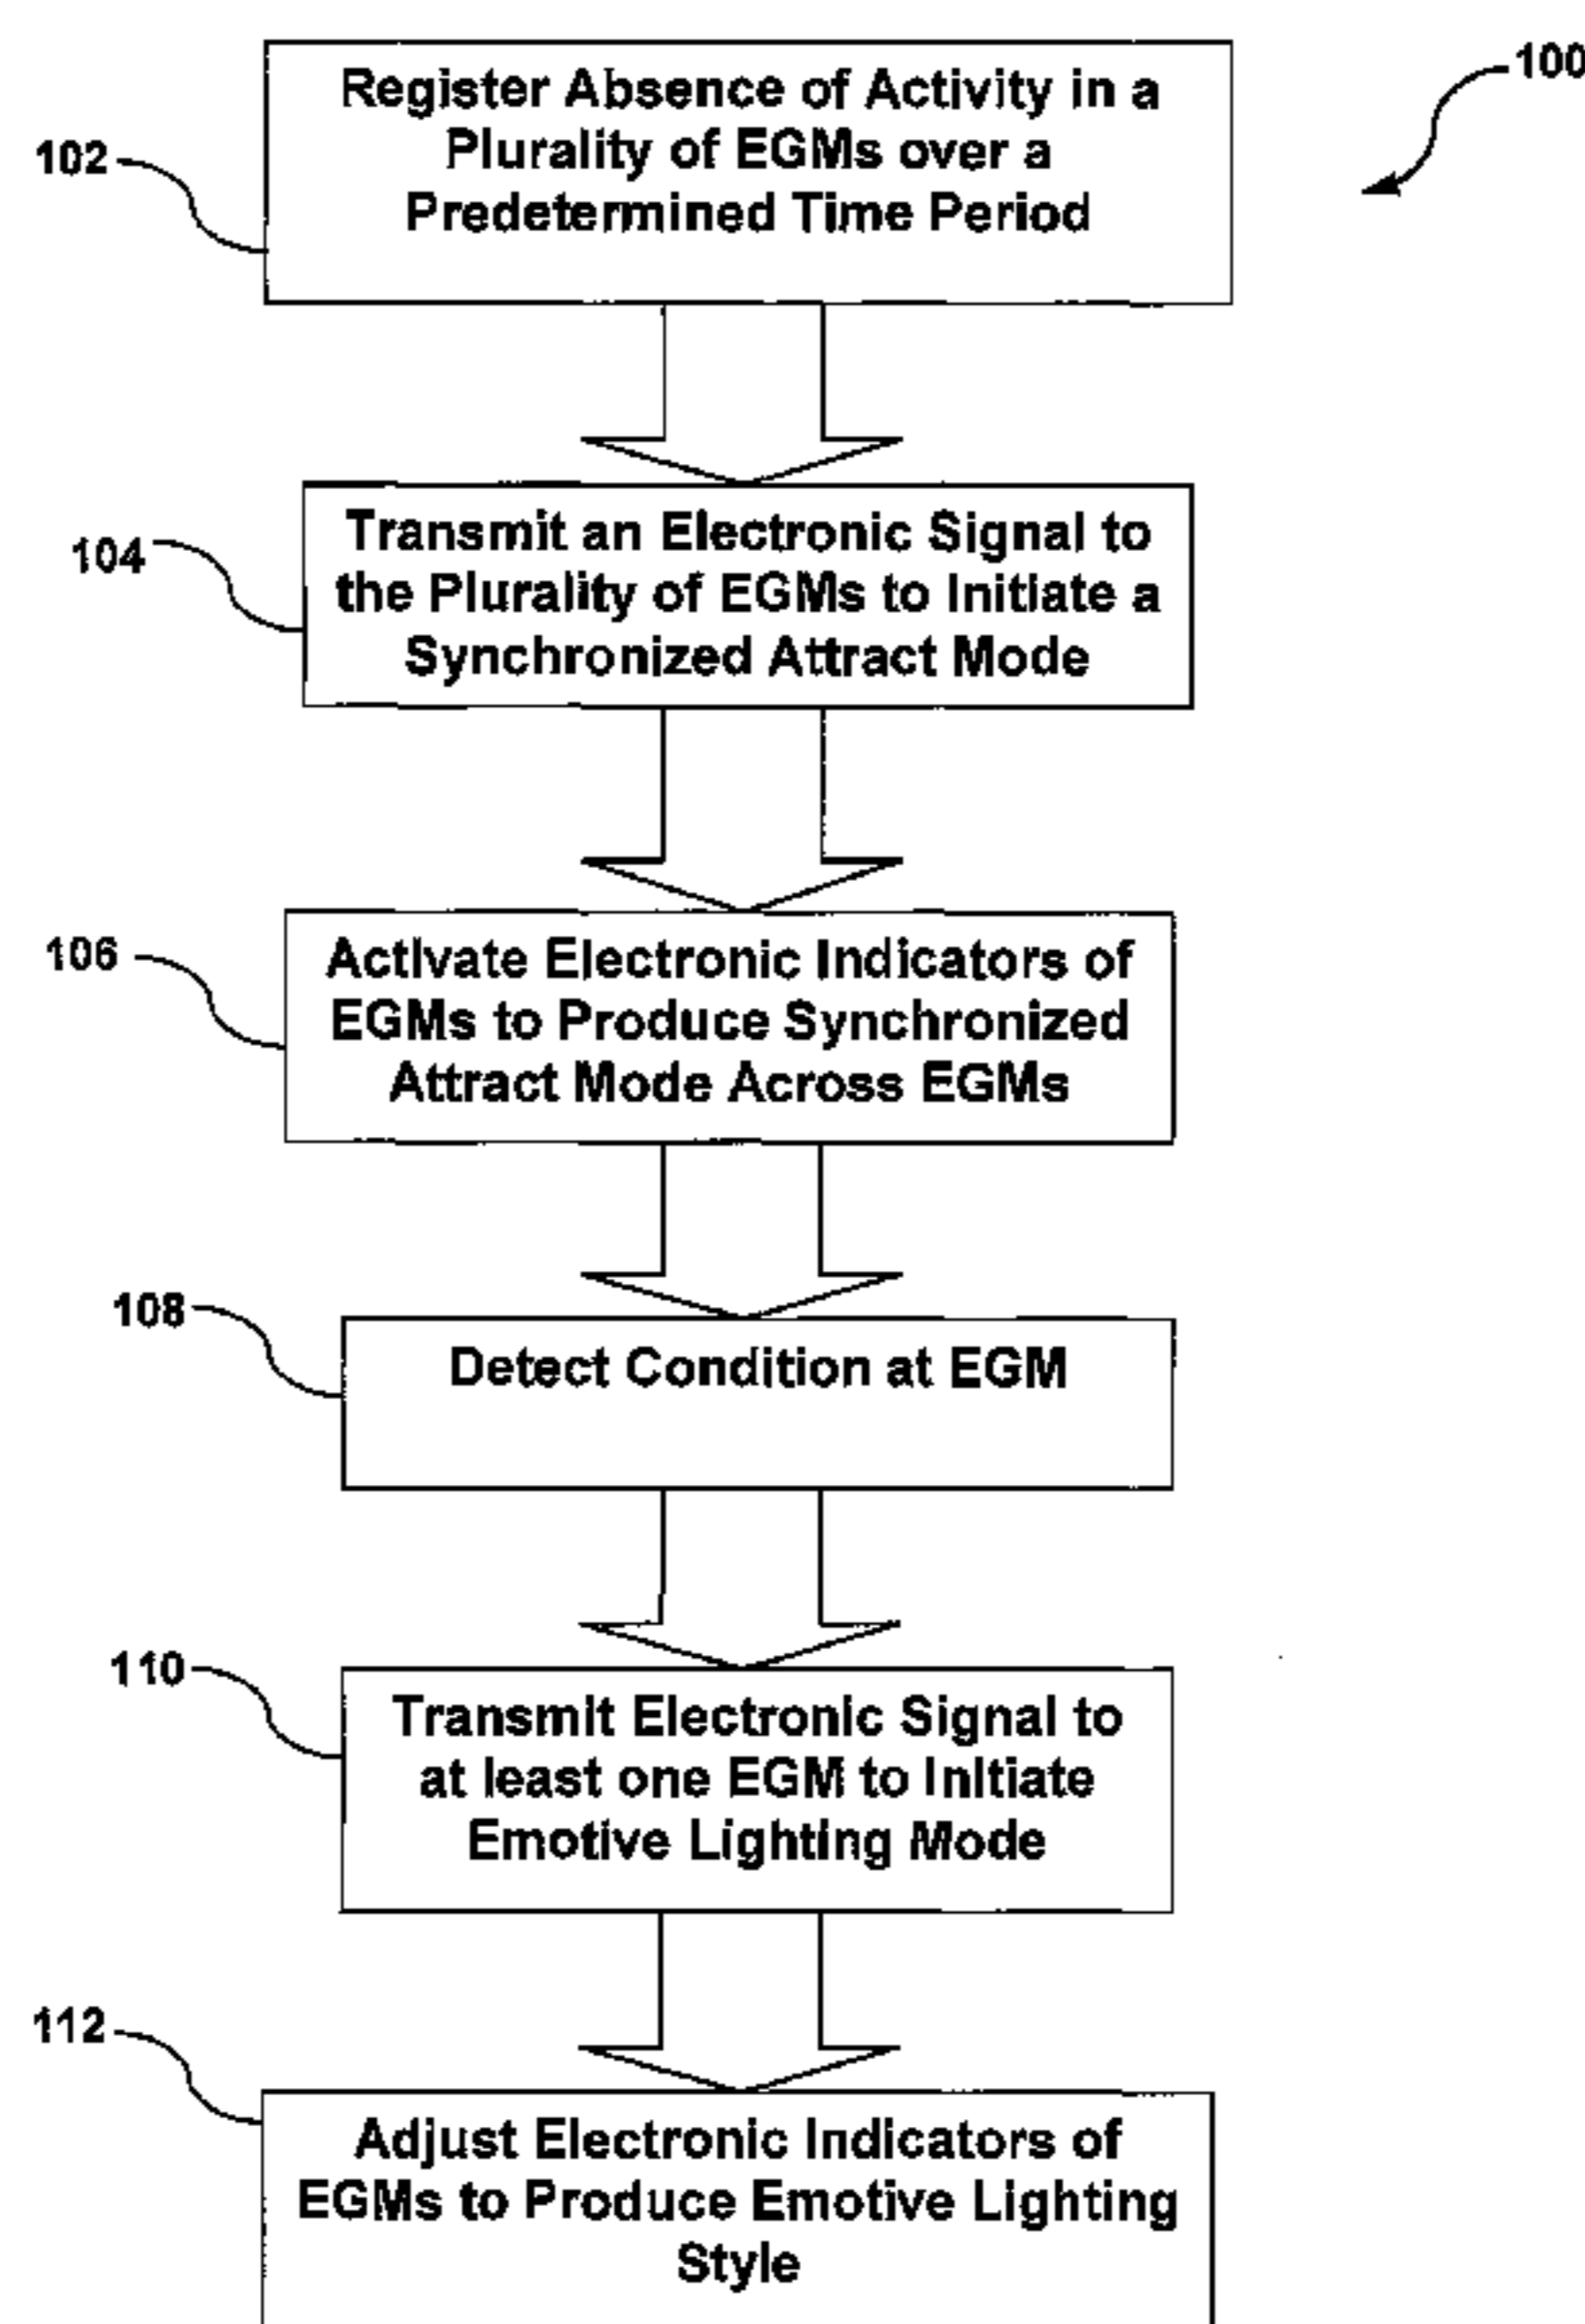 100
102
Register Absence of Activity in a
Plurality of EGMs over a
Predetermined Time Period
104
Transmit an Electronic Signal to
the Plurality of EGMs to Initiate a
Synchronized Attract Mode
106
Activate Electronic Indicators of
EGMs to Produce Synchronized
Attract Mode Across EGMs
108
Detect Condition at EGM
110
Transmit Electronic Signal to
at least one EGM to Initiate
Emotive Lighting Mode
112
Adjust Electronic Indicators of
EGMs to Produce Emotive Lighting
Style